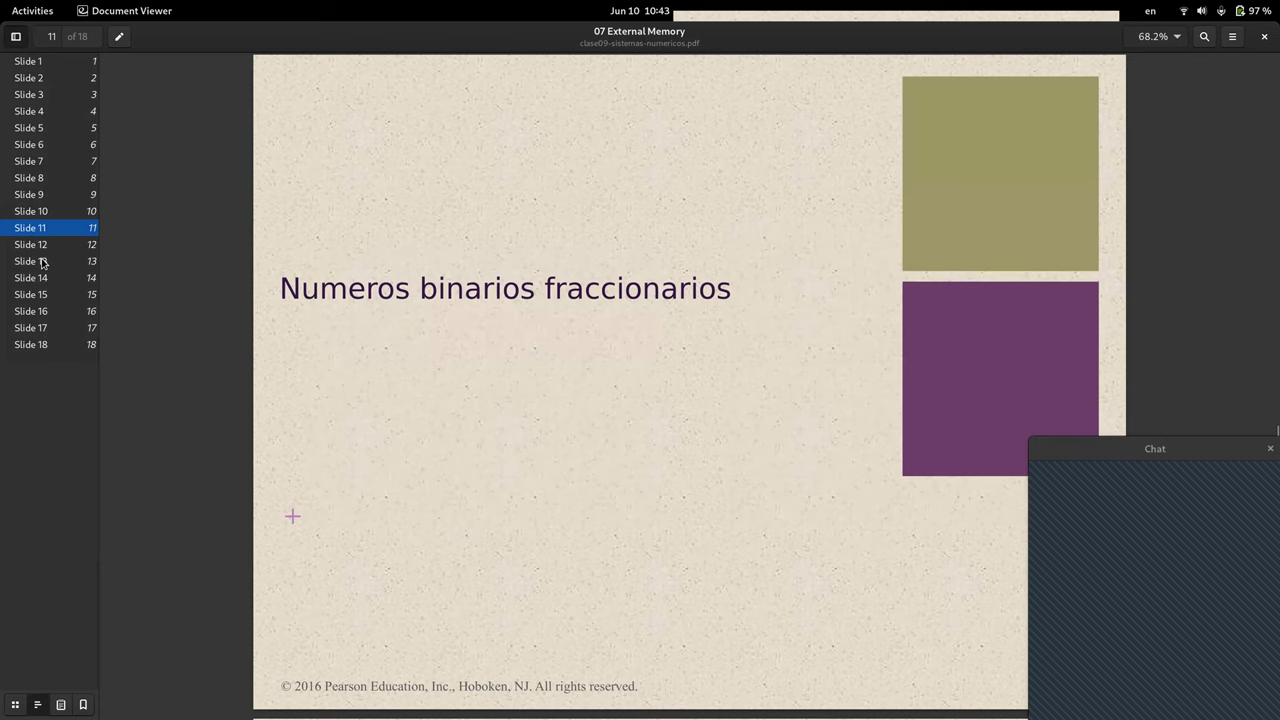 Activities
Document Viewer
Jun 10 10:43
en
97 %
11
of 18
07 External Memory
clase09-sistemas-numericos.pdf
68.2%
Slide 1 1
Slide 2 2
Slide 3 3
Slide 4 4
Slide 5 5
Slide 6 6
Slide 7 7
Slide 8 8
Slide 9 9
Slide 10 10
Slide 11 11
Slide 12 12
Slide 13 13
Slide 14 14
Slide 15 15
Slide 16 16
Slide 17 17
Slide 18 18
Numeros binarios fraccionarios
+
© 2016 Pearson Education, Inc., Hoboken, NJ. All rights reserved.
Chat